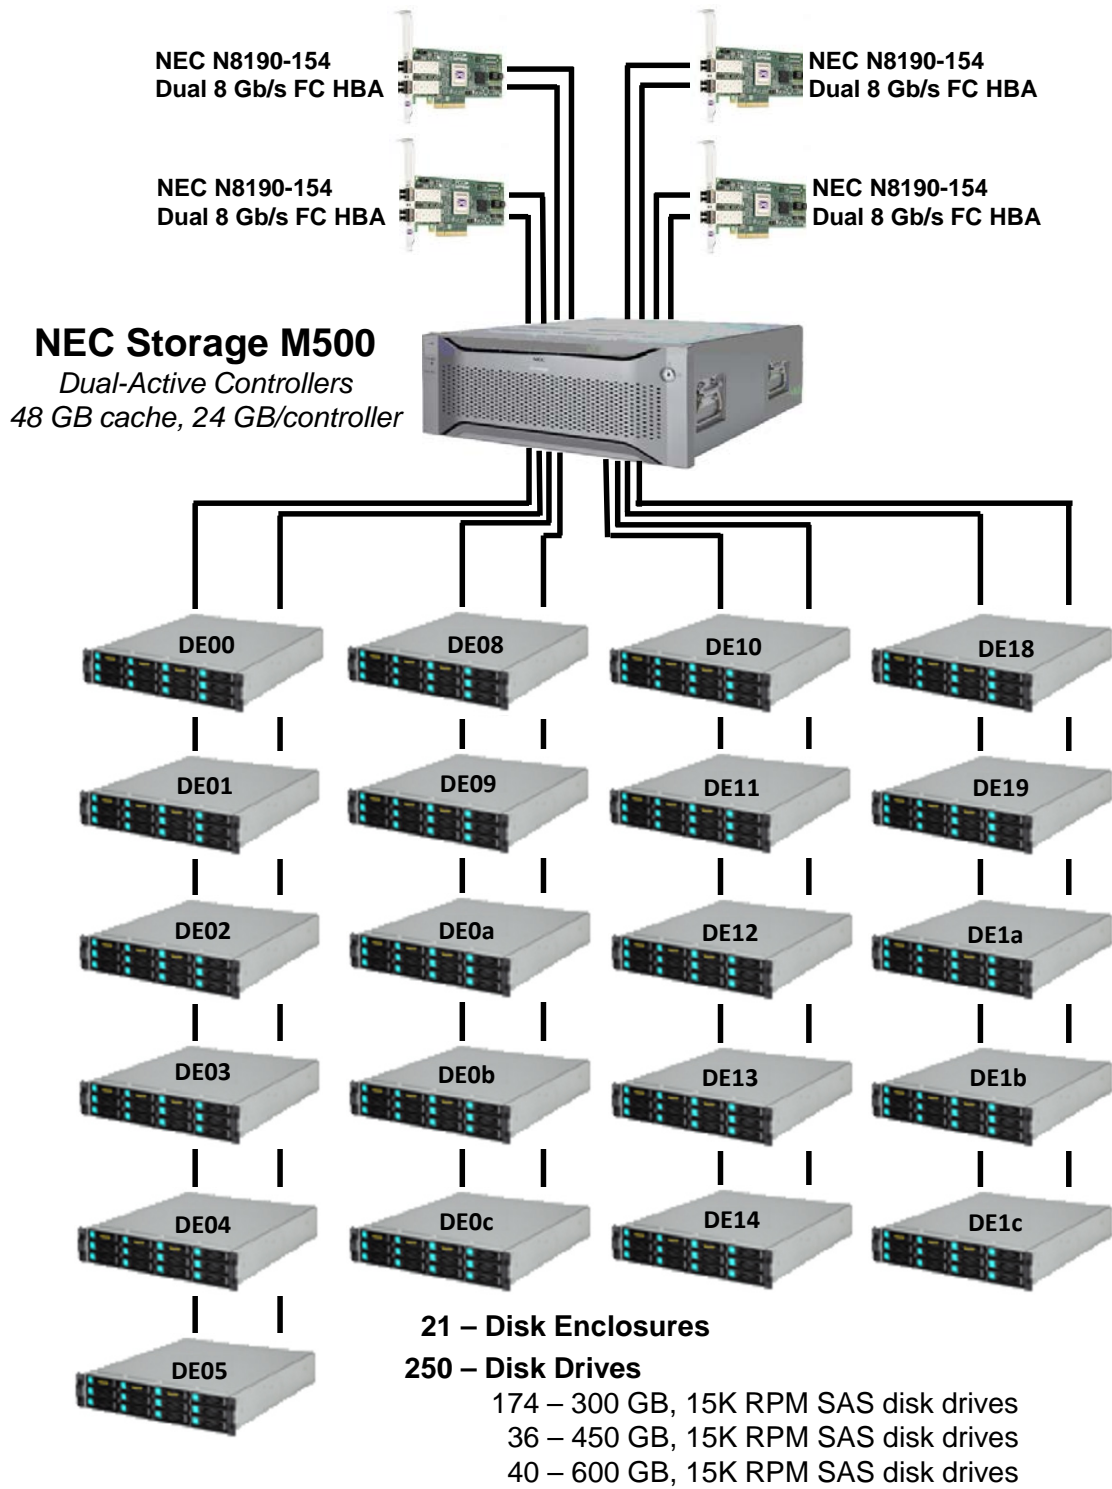 NEC N8190-154
Dual 8 Gb/s FC HBA
NEC N8190-154
Dual 8 Gb/s FC HBA
NEC N8190-154
Dual 8 Gb/s FC HBA
NEC N8190-154
Dual 8 Gb/s FC HBA
NEC Storage M500
Dual-Active Controllers
48 GB cache, 24 GB/controller
NEC
DE00 DE08 DE10 DE18
DE01 DE09 DE11 DE19
DE02 DE0a DE12 DE1a
DE03 DE0b DE13 DE1b
DE04 DE0c DE14 DE1c
DE05
21 – Disk Enclosures
250 – Disk Drives
174 – 300 GB, 15K RPM SAS disk drives
36 – 450 GB, 15K RPM SAS disk drives
40 – 600 GB, 15K RPM SAS disk drives